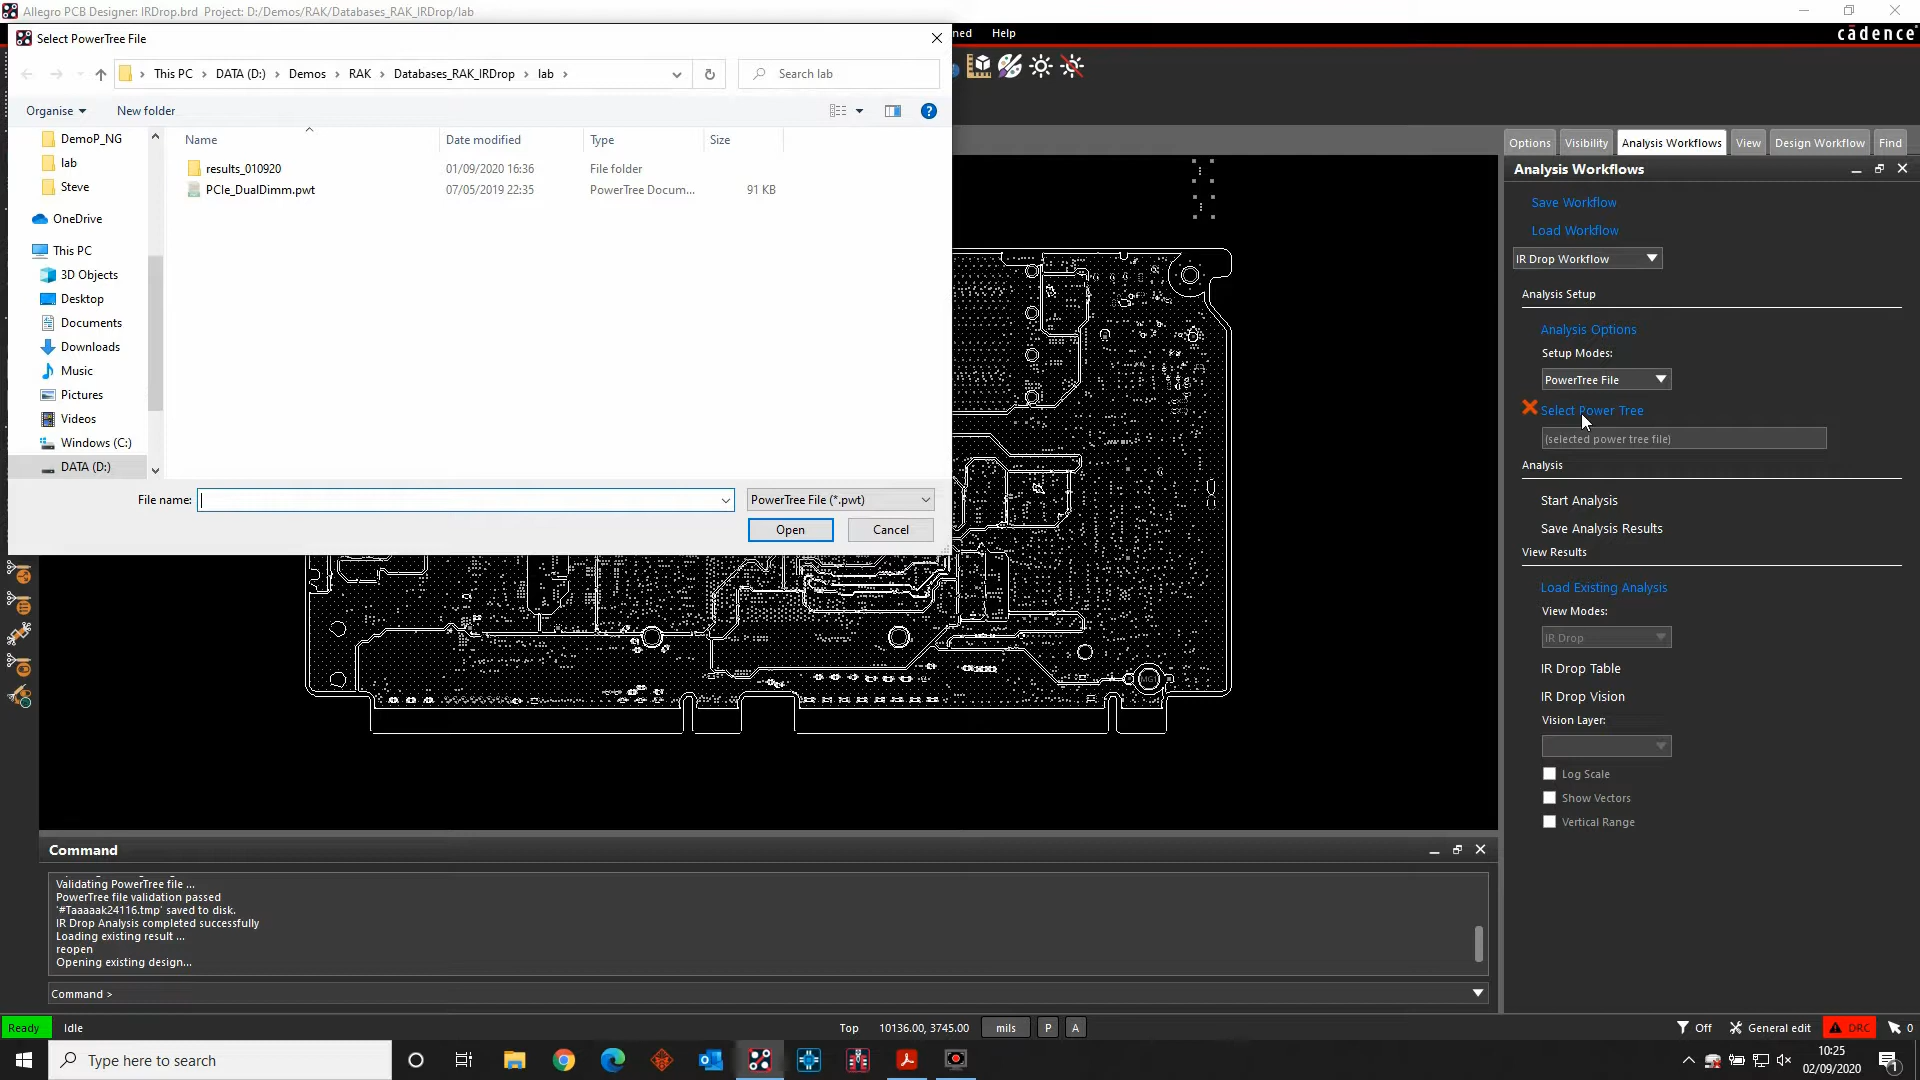 Allegro PCB Designer: IRDrop.brd  Project: D:/Demos/RAK/Databases_RAK_IRDrop/lab
Select PowerTree File
ned Help
cādence
This PC > DATA (D:) > Demos > RAK > Databases_RAK_IRDrop > lab >
Search lab
Organise
New folder
Options
Visibility
Analysis Workflows
View
Design Workflow
Find
DemoP_NG
lab
Steve
OneDrive
This PC
3D Objects
Desktop
Documents
Downloads
Music
Pictures
Videos
Windows (C:)
DATA (D:)
Name Date modified Type Size
results_010920 01/09/2020 16:36 File folder
PCIe_DualDimm.pwt 07/05/2019 22:35 PowerTree Docum... 91 KB
File name:
PowerTree File (*.pwt)
Open
Cancel
Analysis Workflows
Save Workflow
Load Workflow
IR Drop Workflow
Analysis Setup
Analysis Options
Setup Modes:
PowerTree File
Select Power Tree
(selected power tree file)
Analysis
Start Analysis
Save Analysis Results
View Results
Load Existing Analysis
View Modes:
IR Drop
IR Drop Table
IR Drop Vision
Vision Layer:
Log Scale
Show Vectors
Vertical Range
MG1
Command
Validating PowerTree file ...
PowerTree file validation passed
'#Taaaaak24116.tmp' saved to disk.
IR Drop Analysis completed successfully
Loading existing result ...
reopen
Opening existing design...
Command >
Ready
Idle
Top
10136.00, 3745.00
mils
P
A
Off
General edit
DRC
0
Type here to search
10:25
02/09/2020
1